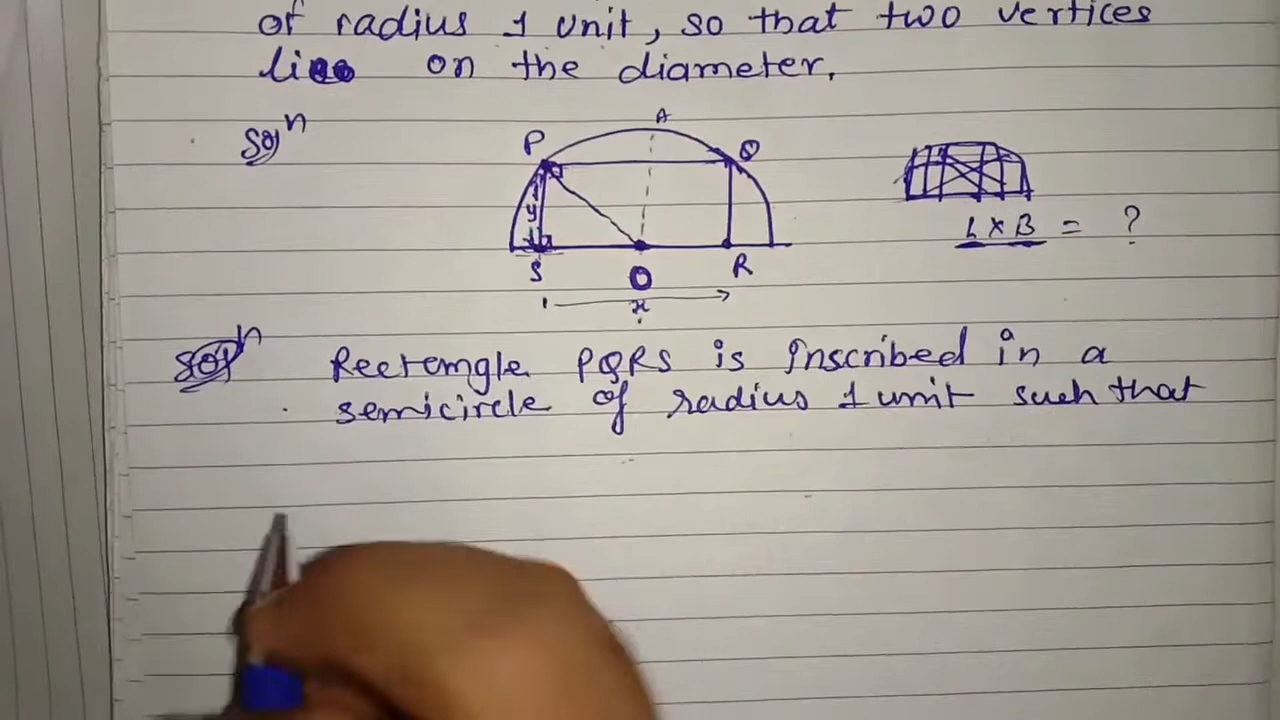 of radius 1 unit, so that two vertices
lies on the diameter.
Solⁿ
A
P
Q
y
S
O
R
x
L × B = ?
Solⁿ Rectangle PQRS is inscribed in a
semicircle of radius 1 unit such that